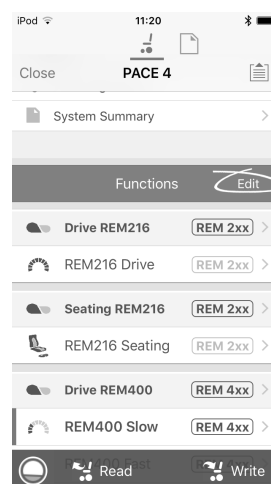 iPod 11:20
Close PACE 4
System Summary
Functions Edit
Drive REM216 REM 2xx
REM216 Drive REM 2xx
Seating REM216 REM 2xx
REM216 Seating REM 2xx
Drive REM400 REM 4xx
REM400 Slow REM 4xx
Read Write